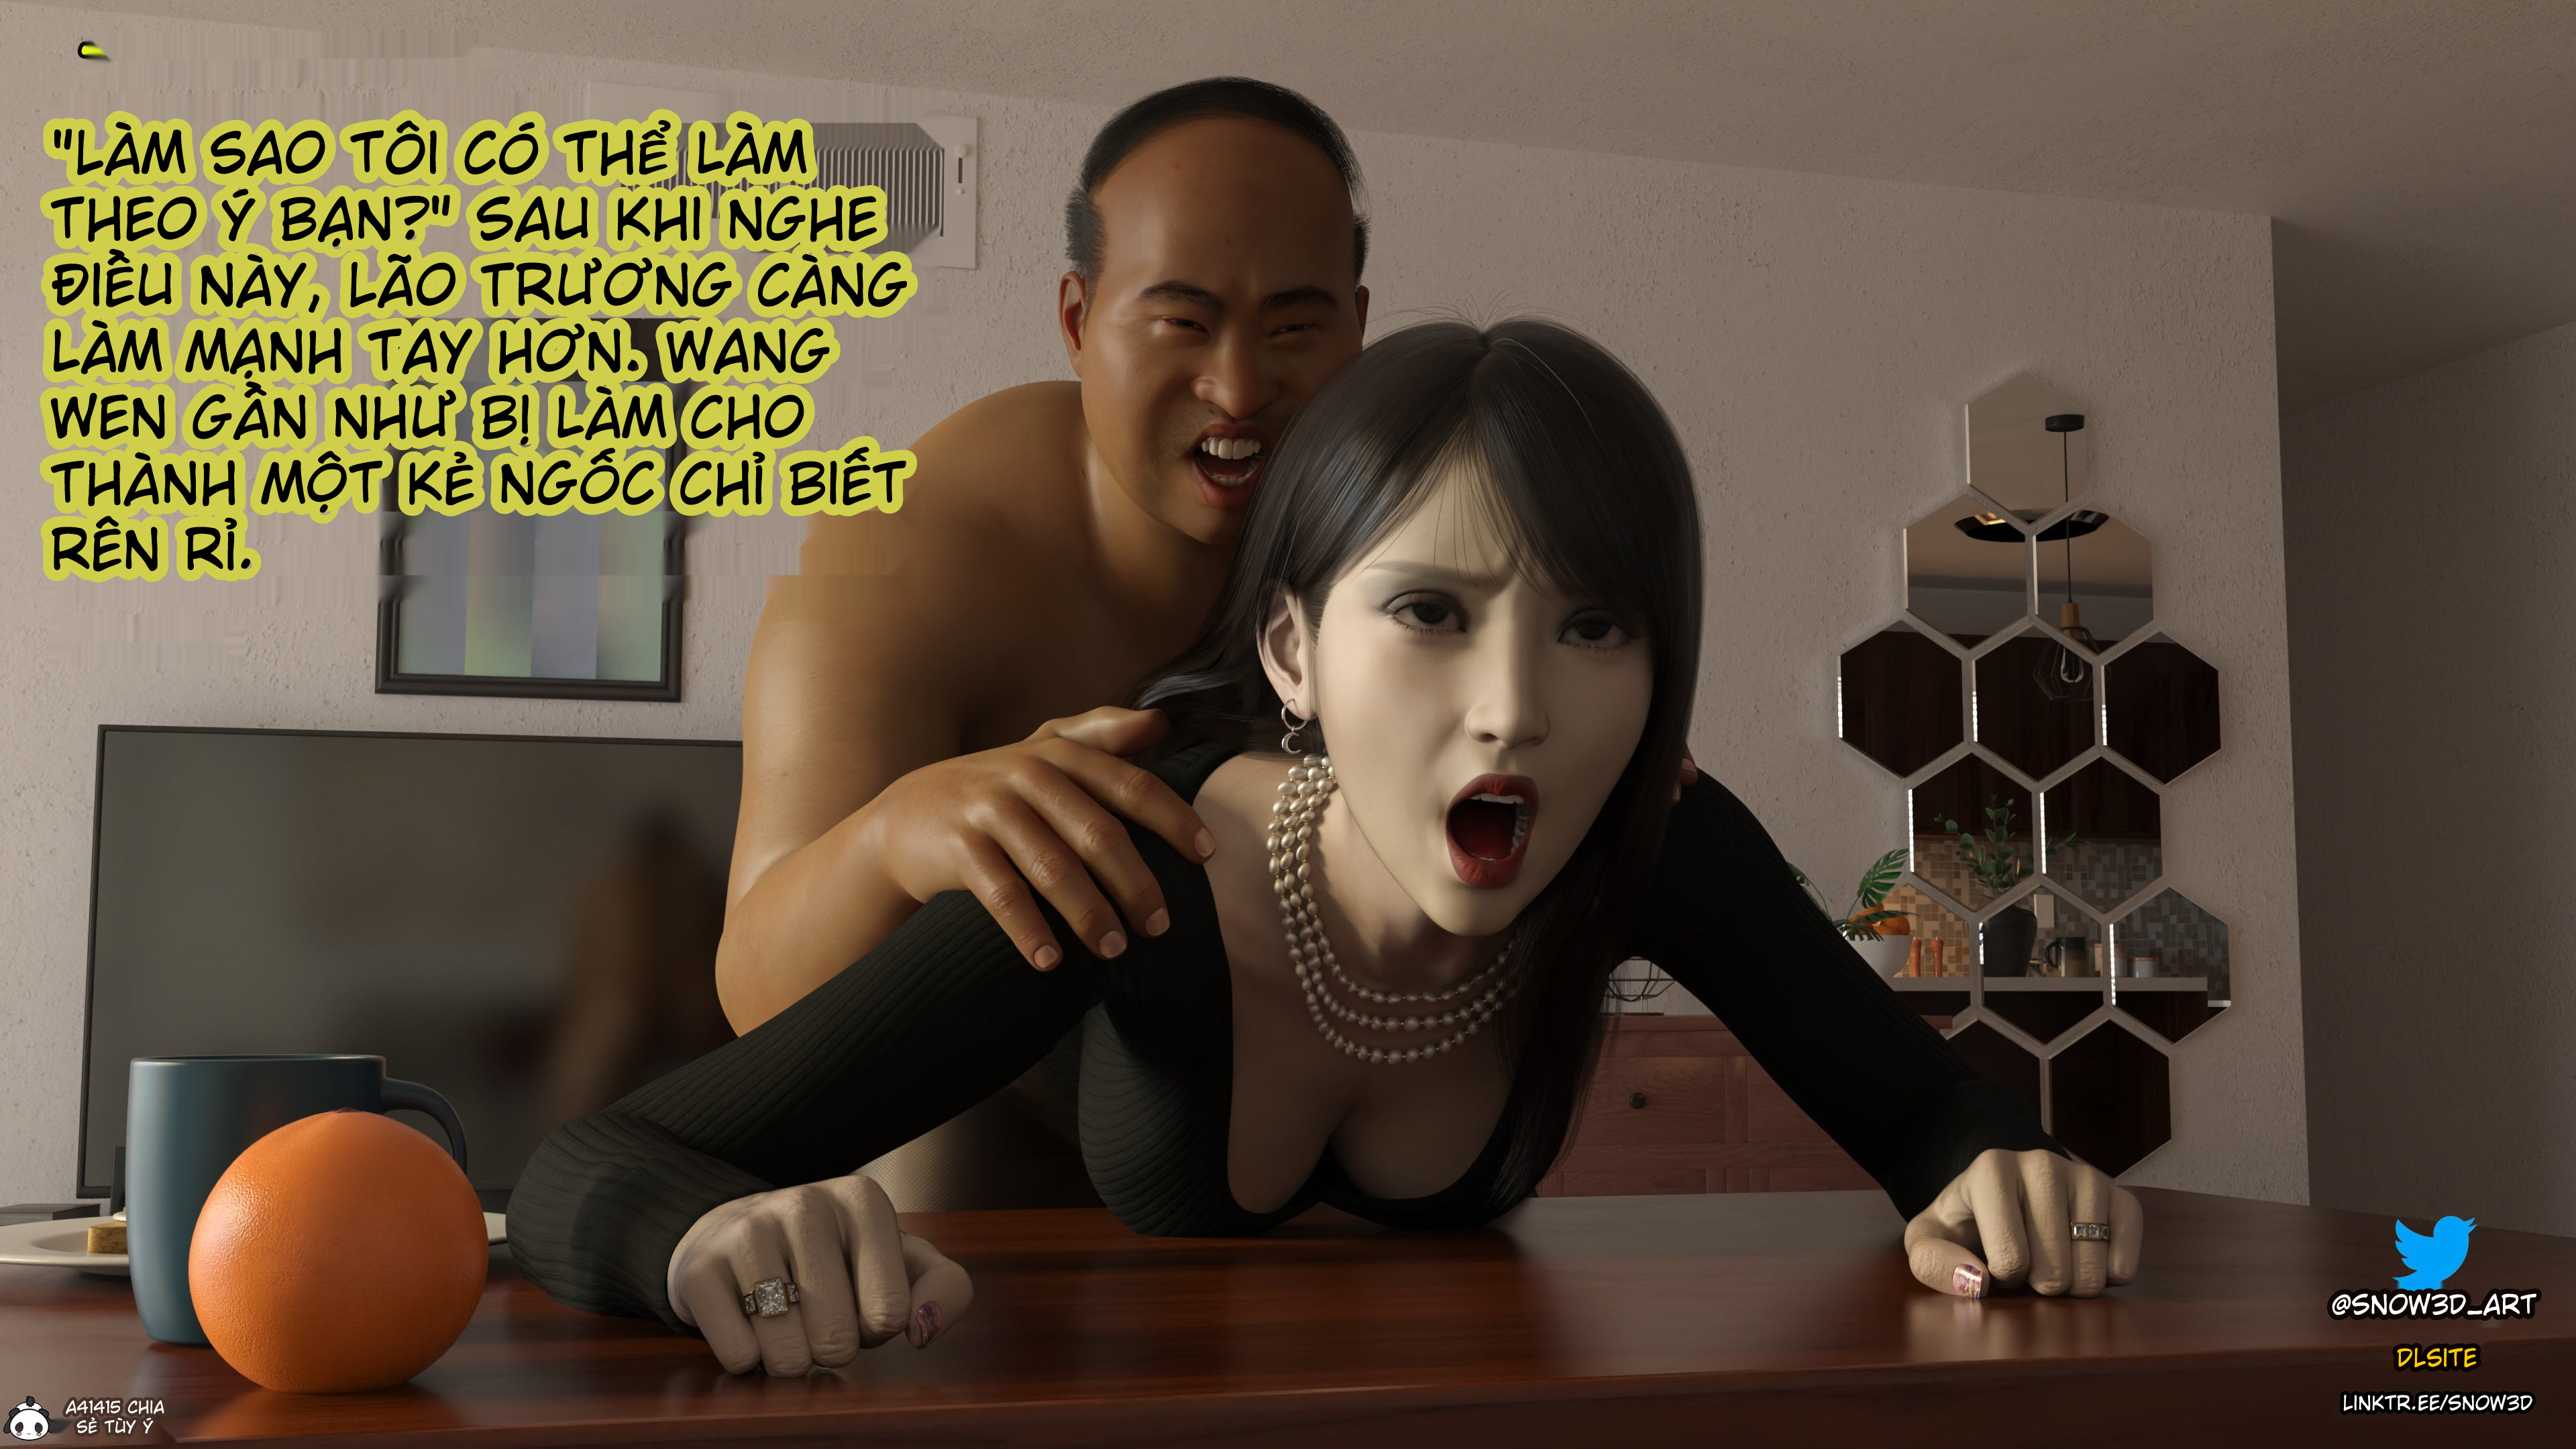 "LÀM SAO TÔI CÓ THỂ LÀM
THEO Ý BẠN?" SAU KHI NGHE
ĐIỀU NÀY, LÃO TRƯƠNG CÀNG
LÀM MẠNH TAY HƠN. WANG
WEN GẦN NHƯ BỊ LÀM CHO
THÀNH MỘT KẺ NGỐC CHỈ BIẾT
RÊN RỈ.
@SNOW3D_ART
DLSITE
LINKTR.EE/SNOW3D
A41415 CHIA
SẺ TÙY Ý